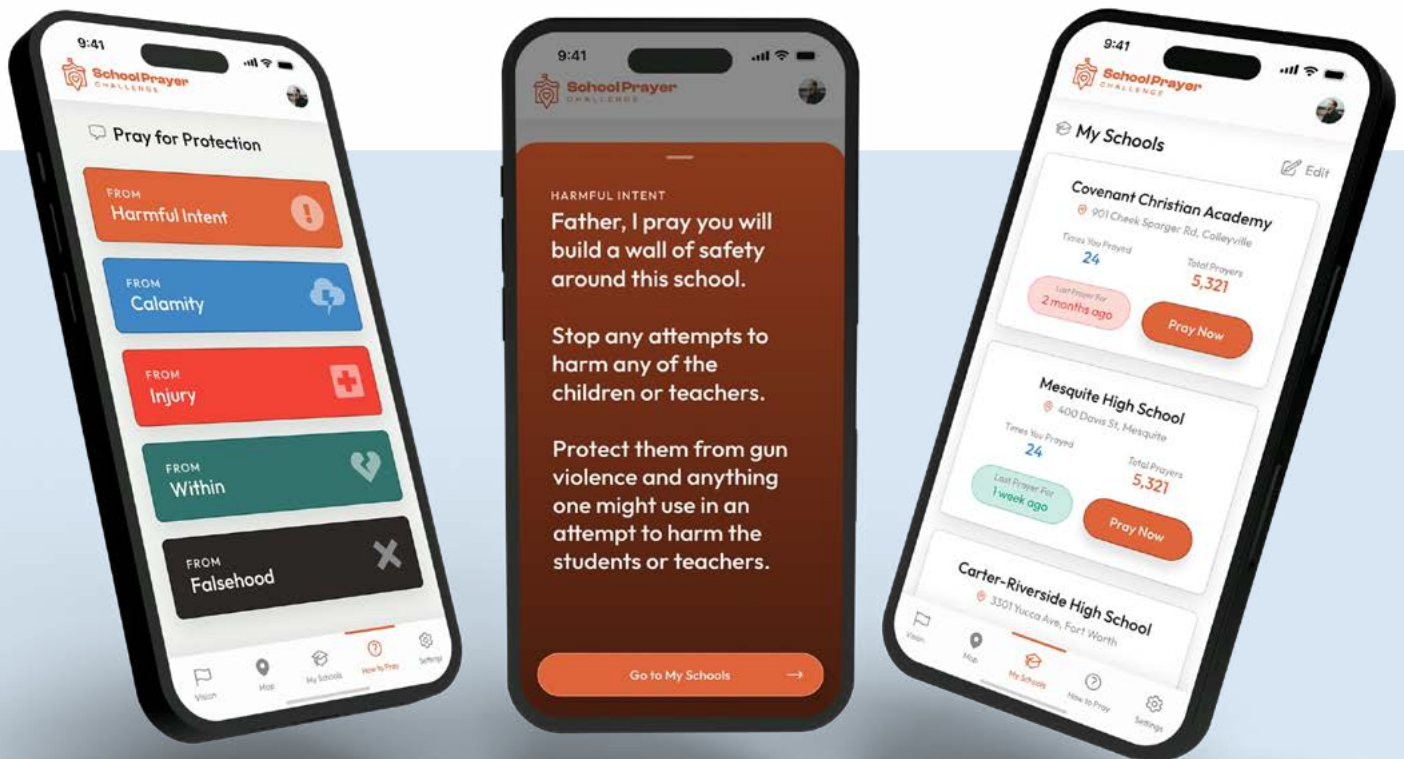 9:41
SchoolPrayer
CHALLENGE
Pray for Protection
FROM
Harmful Intent
FROM
Calamity
FROM
Injury
FROM
Within
FROM
Falsehood
Vision
Map
My Schools
How to Pray
Settings
9:41
SchoolPrayer
CHALLENGE
HARMFUL INTENT
Father, I pray you will
build a wall of safety
around this school.
Stop any attempts to
harm any of the
children or teachers.
Protect them from gun
violence and anything
one might use in an
attempt to harm the
students or teachers.
Go to My Schools
9:41
SchoolPrayer
CHALLENGE
My Schools
Edit
Covenant Christian Academy
901 Cheek Sparger Rd, Colleyville
Times You Prayed
24
Total Prayers
5,321
Last Prayer For
2 months ago
Pray Now
Mesquite High School
400 Davis St, Mesquite
Times You Prayed
24
Total Prayers
5,321
Last Prayer For
1 week ago
Pray Now
Carter-Riverside High School
3301 Yucca Ave, Fort Worth
Vision
Map
My Schools
How to Pray
Settings